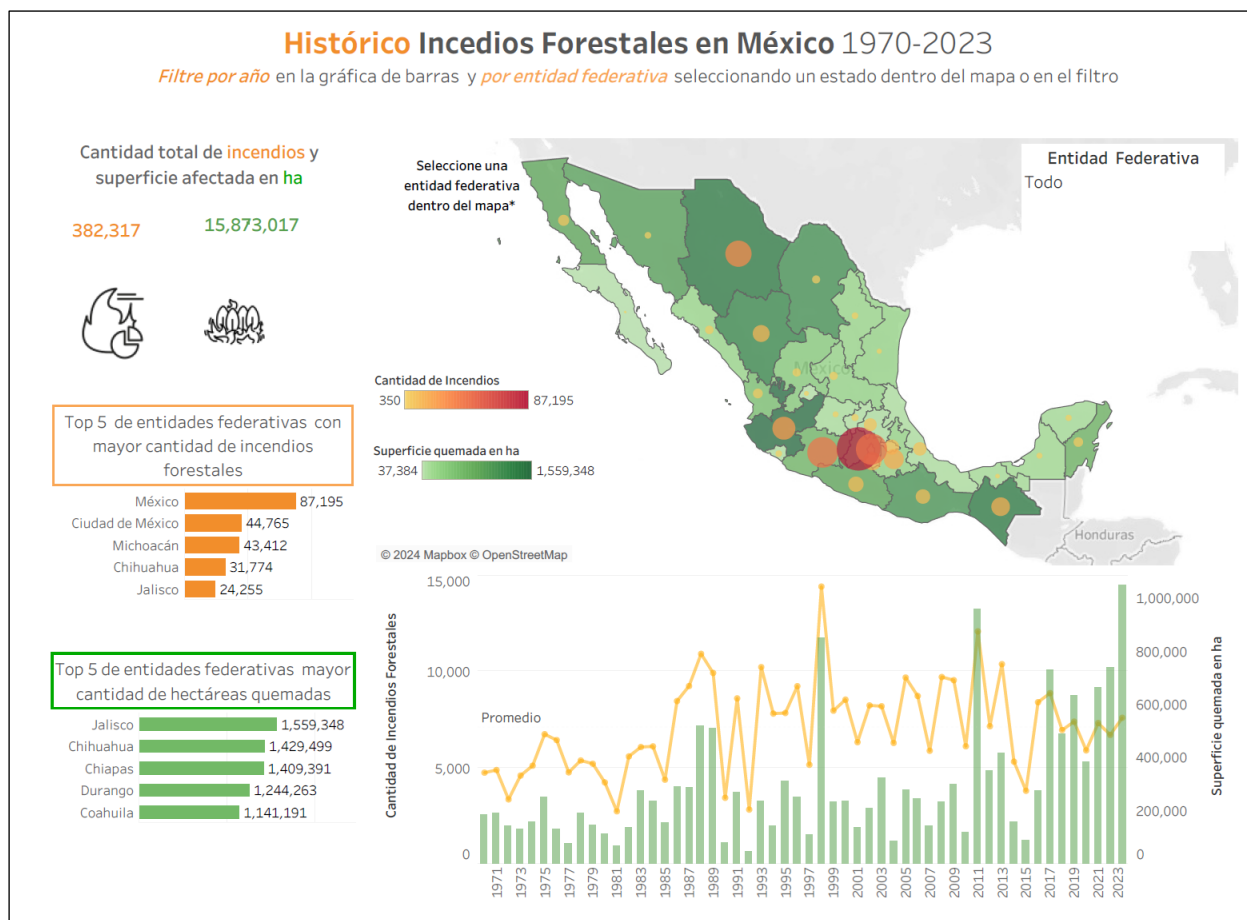 Histórico Incedios Forestales en México 1970-2023
Filtre por año en la gráfica de barras y por entidad federativa seleccionando un estado dentro del mapa o en el filtro
Cantidad total de incendios y
superficie afectada en ha
382,317
15,873,017
Seleccione una
entidad federativa
dentro del mapa*
Entidad Federativa
Todo
México
Honduras
Cantidad de Incendios
350
87,195
Superficie quemada en ha
37,384
1,559,348
© 2024 Mapbox © OpenStreetMap
Top 5 de entidades federativas con
mayor cantidad de incendios
forestales
México 87,195
Ciudad de México 44,765
Michoacán 43,412
Chihuahua 31,774
Jalisco 24,255
Top 5 de entidades federativas mayor
cantidad de hectáreas quemadas
Jalisco 1,559,348
Chihuahua 1,429,499
Chiapas 1,409,391
Durango 1,244,263
Coahuila 1,141,191
Cantidad de Incendios Forestales
15,000
10,000
5,000
0
Promedio
Superficie quemada en ha
1,000,000
800,000
600,000
400,000
200,000
0
1971
1973
1975
1977
1979
1981
1983
1985
1987
1989
1991
1993
1995
1997
1999
2001
2003
2005
2007
2009
2011
2013
2015
2017
2019
2021
2023